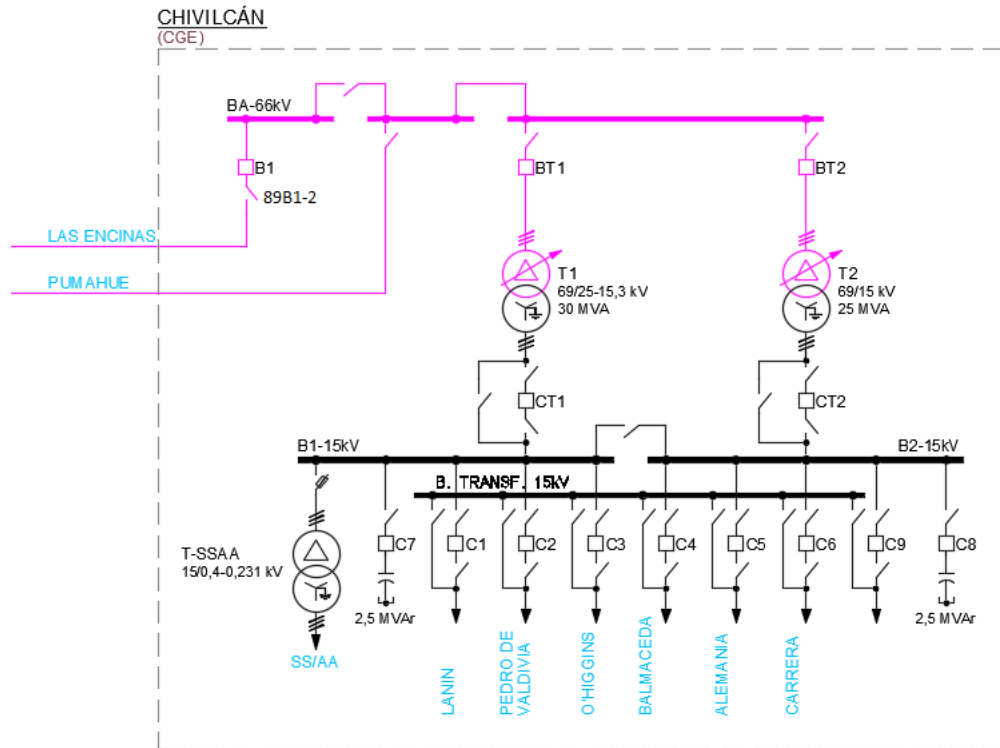 CHIVILCÁN
(CGE)
BA-66kV
B1
89B1-2
BT1
BT2
LAS ENCINAS
PUMAHUE
T1
69/25-15,3 kV
30 MVA
T2
69/15 kV
25 MVA
CT1
CT2
B1-15kV
B2-15kV
B. TRANSF. 15kV
T-SSAA
15/0,4-0,231 kV
C7
C1
C2
C3
C4
C5
C6
C9
C8
2,5 MVAr
2,5 MVAr
SS/AA
LANIN
PEDRO DE
VALDIVIA
O'HIGGINS
BALMACEDA
ALEMANIA
CARRERA